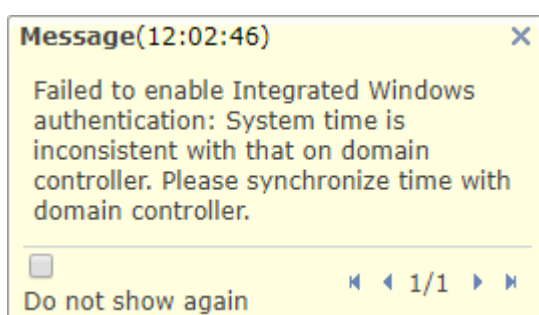 Message(12:02:46)
Failed to enable Integrated Windows
authentication: System time is
inconsistent with that on domain
controller. Please synchronize time with
domain controller.
1/1
Do not show again